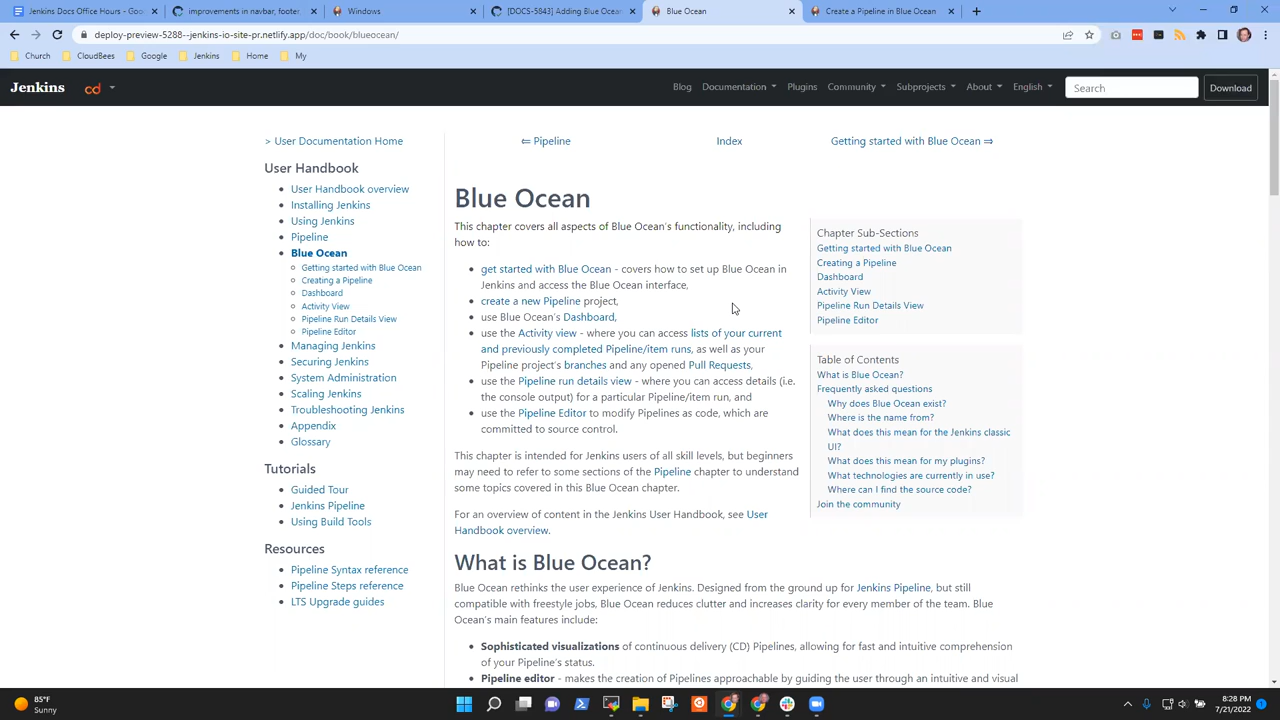 Jenkins Docs Office Hours - Goo
improvements in navbar, footer.
Windows
[DOCS-5843] Adding Blue Ocean
Blue Ocean
Create a Pipeline in Blue Ocean
deploy-preview-5288--jenkins-io-site-pr.netlify.app/doc/book/blueocean/
Church
CloudBees
Google
Jenkins
Home
My
Jenkins
cd
Blog
Documentation
Plugins
Community
Subprojects
About
English
Search
Download
> User Documentation Home
User Handbook
User Handbook overview
Installing Jenkins
Using Jenkins
Pipeline
Blue Ocean
Getting started with Blue Ocean
Creating a Pipeline
Dashboard
Activity View
Pipeline Run Details View
Pipeline Editor
Managing Jenkins
Securing Jenkins
System Administration
Scaling Jenkins
Troubleshooting Jenkins
Appendix
Glossary
Tutorials
Guided Tour
Jenkins Pipeline
Using Build Tools
Resources
Pipeline Syntax reference
Pipeline Steps reference
LTS Upgrade guides
⇐ Pipeline
Index
Getting started with Blue Ocean ⇒
Blue Ocean
This chapter covers all aspects of Blue Ocean's functionality, including
how to:
get started with Blue Ocean - covers how to set up Blue Ocean in
Jenkins and access the Blue Ocean interface,
create a new Pipeline project,
use Blue Ocean's Dashboard,
use the Activity view - where you can access lists of your current
and previously completed Pipeline/item runs, as well as your
Pipeline project's branches and any opened Pull Requests,
use the Pipeline run details view - where you can access details (i.e.
the console output) for a particular Pipeline/item run, and
use the Pipeline Editor to modify Pipelines as code, which are
committed to source control.
This chapter is intended for Jenkins users of all skill levels, but beginners
may need to refer to some sections of the Pipeline chapter to understand
some topics covered in this Blue Ocean chapter.
For an overview of content in the Jenkins User Handbook, see User
Handbook overview.
Chapter Sub-Sections
Getting started with Blue Ocean
Creating a Pipeline
Dashboard
Activity View
Pipeline Run Details View
Pipeline Editor
Table of Contents
What is Blue Ocean?
Frequently asked questions
Why does Blue Ocean exist?
Where is the name from?
What does this mean for the Jenkins classic
UI?
What does this mean for my plugins?
What technologies are currently in use?
Where can I find the source code?
Join the community
What is Blue Ocean?
Blue Ocean rethinks the user experience of Jenkins. Designed from the ground up for Jenkins Pipeline, but still
compatible with freestyle jobs, Blue Ocean reduces clutter and increases clarity for every member of the team. Blue
Ocean's main features include:
Sophisticated visualizations of continuous delivery (CD) Pipelines, allowing for fast and intuitive comprehension
of your Pipeline's status.
Pipeline editor - makes the creation of Pipelines approachable by guiding the user through an intuitive and visual
85°F
Sunny
8:28 PM
7/21/2022